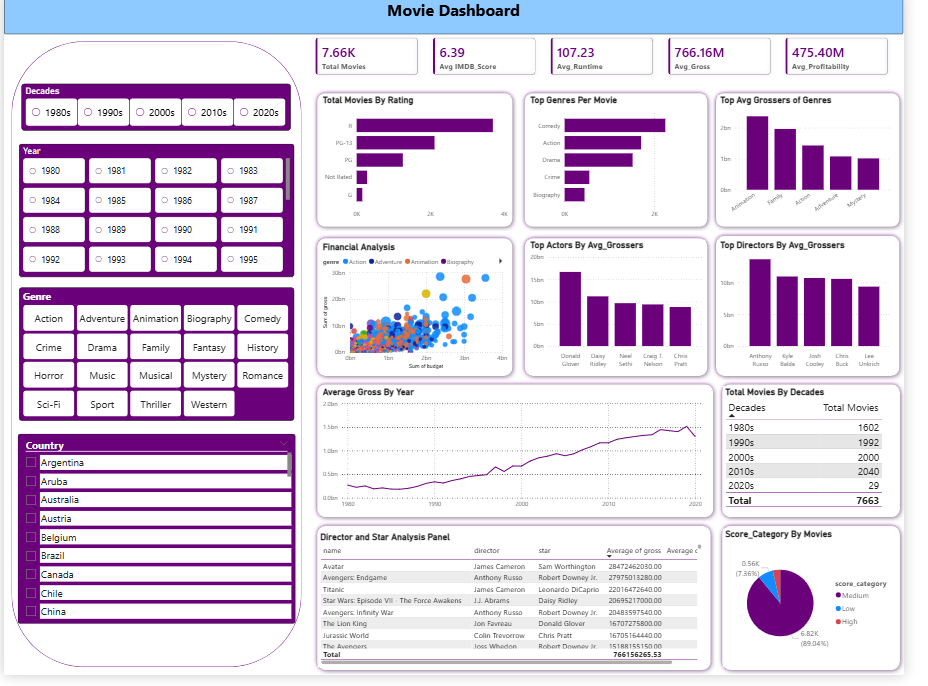 Movie Dashboard
7.66K
Total Movies
6.39
Avg IMDB_Score
107.23
Avg_Runtime
766.16M
Avg_Gross
475.40M
Avg_Profitability
Decades
1980s 1990s 2000s 2010s 2020s
Year
1980 1981 1982 1983
1984 1985 1986 1987
1988 1989 1990 1991
1992 1993 1994 1995
Genre
Action Adventure Animation Biography Comedy
Crime Drama Family Fantasy History
Horror Music Musical Mystery Romance
Sci-Fi Sport Thriller Western
Country
Argentina
Aruba
Australia
Austria
Belgium
Brazil
Canada
Chile
China
Total Movies By Rating
R
PG-13
PG
Not Rated
G
0K 2K 4K
Top Genres Per Movie
Comedy
Action
Drama
Crime
Biography
0K 2K
Top Avg Grossers of Genres
2bn
1bn
0bn
Animation Family Action Adventure Mystery
Financial Analysis
genre Action Adventure Animation Biography
Sum of gross
30bn
20bn
10bn
0bn
0bn 1bn 2bn 3bn 4bn
Sum of budget
Top Actors By Avg_Grossers
20bn
15bn
10bn
5bn
0bn
Donald Glover
Daisy Ridley
Neel Sethi
Craig T. Nelson
Chris Pratt
Top Directors By Avg_Grossers
10bn
5bn
0bn
Anthony Russo
Kyle Balda
Josh Cooley
Chris Buck
Lee Unkrich
Average Gross By Year
2.0bn
1.5bn
1.0bn
0.5bn
0.0bn
1980 1990 2000 2010 2020
Total Movies By Decades
Decades Total Movies
1980s 1602
1990s 1992
2000s 2000
2010s 2040
2020s 29
Total 7663
Director and Star Analysis Panel
name director star Average of gross Average c
Avatar James Cameron Sam Worthington 28472462030.00
Avengers: Endgame Anthony Russo Robert Downey Jr. 27975013280.00
Titanic James Cameron Leonardo DiCaprio 22016472640.00
Star Wars: Episode VII - The Force Awakens J.J. Abrams Daisy Ridley 20695217000.00
Avengers: Infinity War Anthony Russo Robert Downey Jr. 20483597540.00
The Lion King Jon Favreau Donald Glover 16707275800.00
Jurassic World Colin Trevorrow Chris Pratt 16705164440.00
The Avengers Joss Whedon Robert Downey Jr. 15188155150.00
Total 766156265.53
Score_Category By Movies
0.56K
(7.36%)
6.82K
(89.04%)
score_category
Medium
Low
High